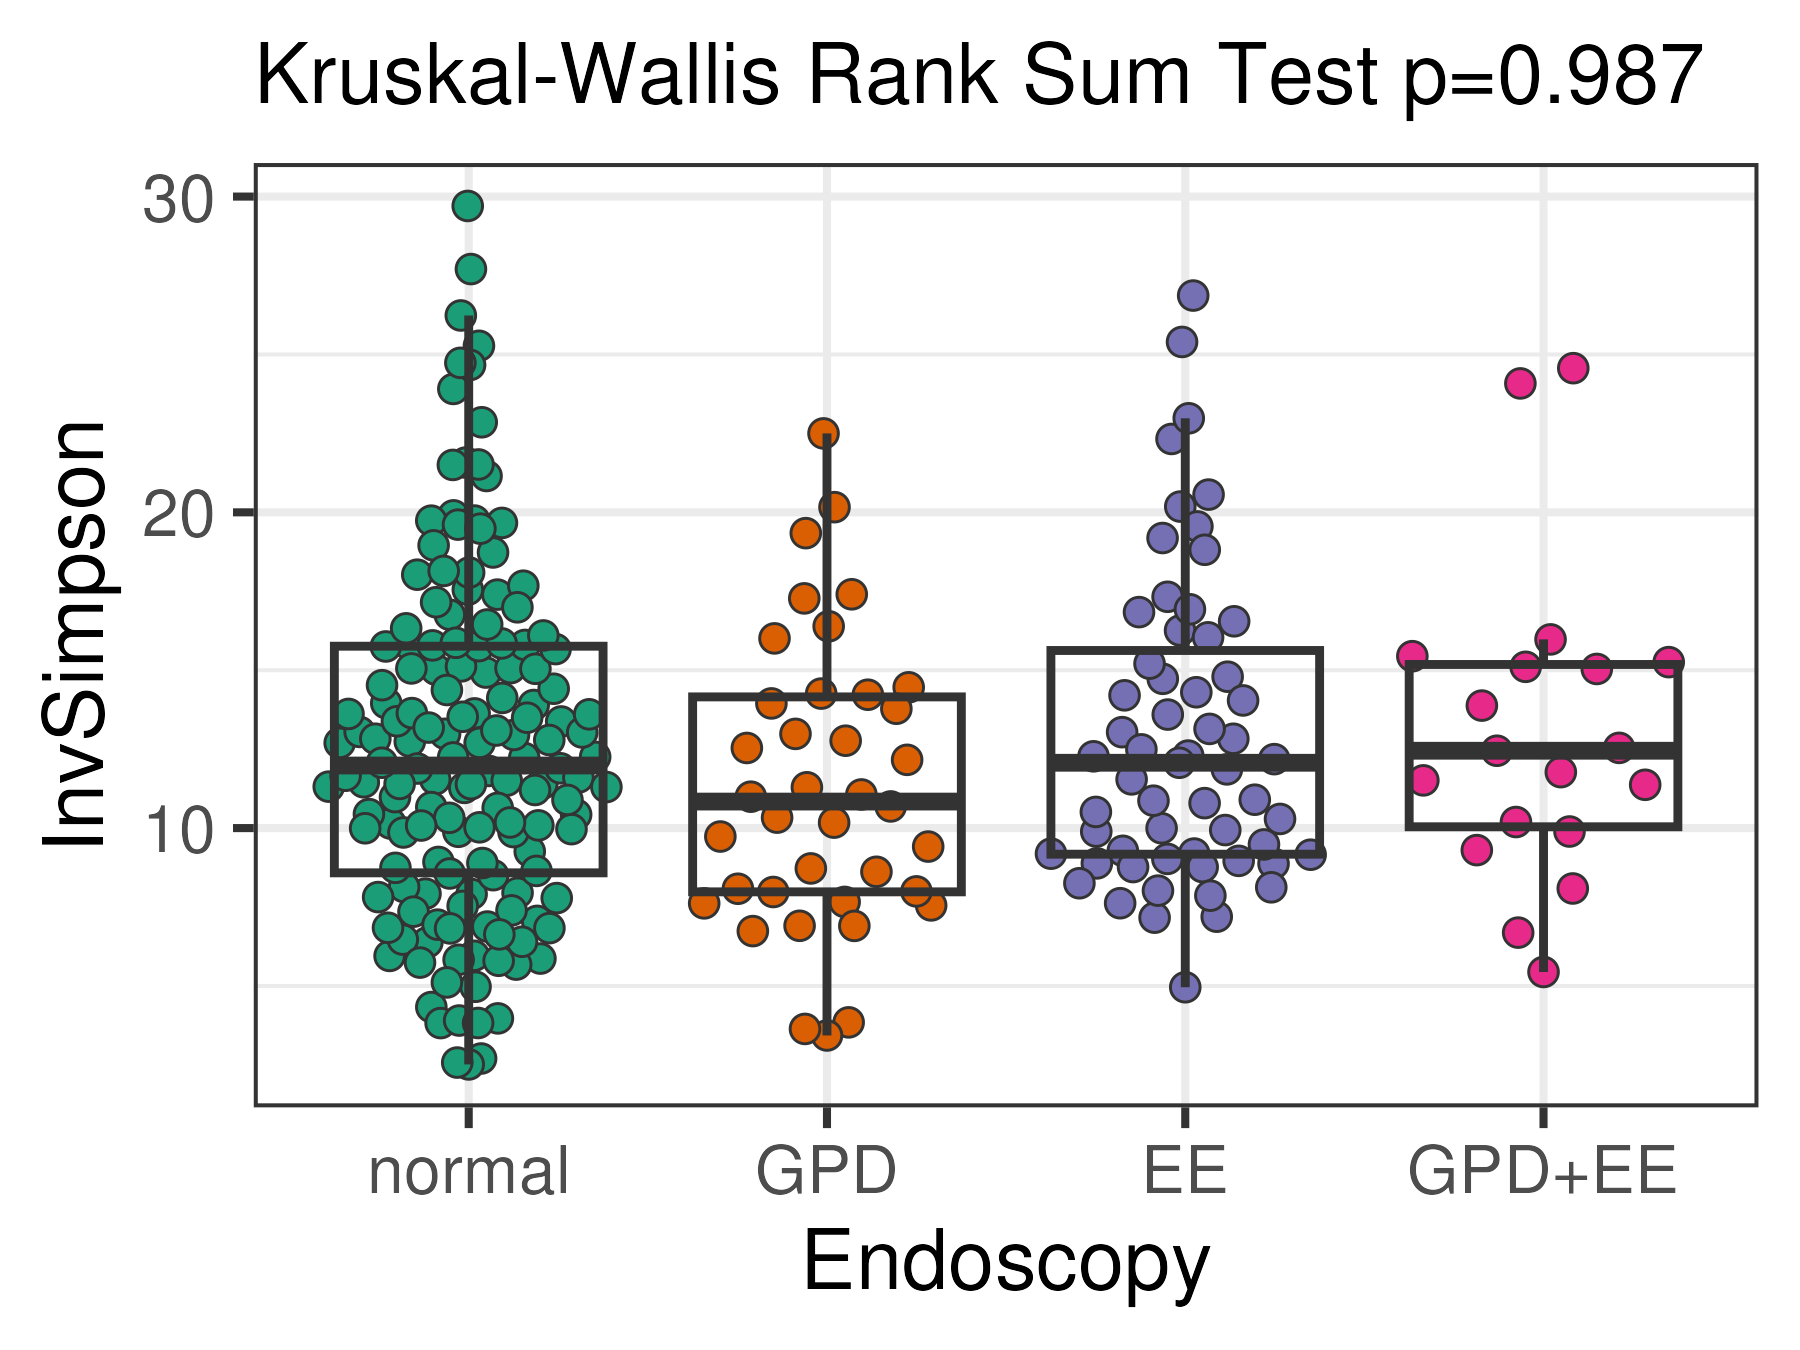 Kruskal-Wallis Rank Sum Test p=0.987
30
20
10
InvSimpson
normal GPD EE GPD+EE
Endoscopy